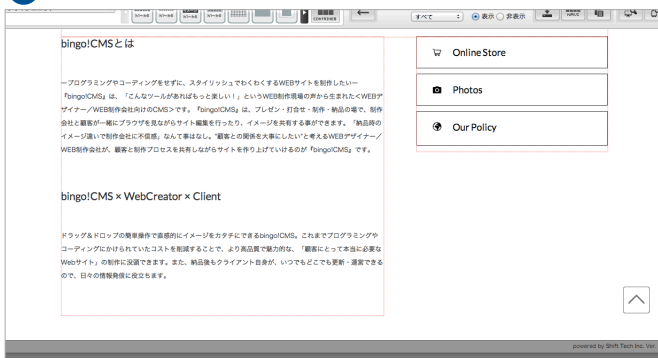 すべて
表示
非表示
CONTAINER
bingo!CMSとは
ープログラミングやコーディングをせずに、スタイリッシュでわくわくするWEBサイトを制作したいー
『bingo!CMS』は、「こんなツールがあればもっと楽しい！」というWEB制作現場の声から生まれた<WEBデ
ザイナー／WEB制作会社向けのCMS>です。『bingo!CMS』は、プレゼン・打合せ・制作・納品の場で、制作
会社と顧客が一緒にブラウザを見ながらサイト編集を行ったり、イメージを共有する事ができます。「納品時の
イメージ違いで制作会社に不信感」なんて事はなし。"顧客との関係を大事にしたい"と考えるWEBデザイナー／
WEB制作会社が、顧客と制作プロセスを共有しながらサイトを作り上げていけるのが『bingo!CMS』です。
bingo!CMS × WebCreator × Client
ドラッグ＆ドロップの簡単操作で直感的にイメージをカタチにできるbingo!CMS。これまでプログラミングや
コーディングにかけられていたコストを削減することで、より高品質で魅力的な、「顧客にとって本当に必要な
Webサイト」の制作に没頭できます。また、納品後もクライアント自身が、いつでもどこでも更新・運営できる
ので、日々の情報発信に役立ちます。
Online Store
Photos
Our Policy
powered by Shift Tech Inc. Ver.